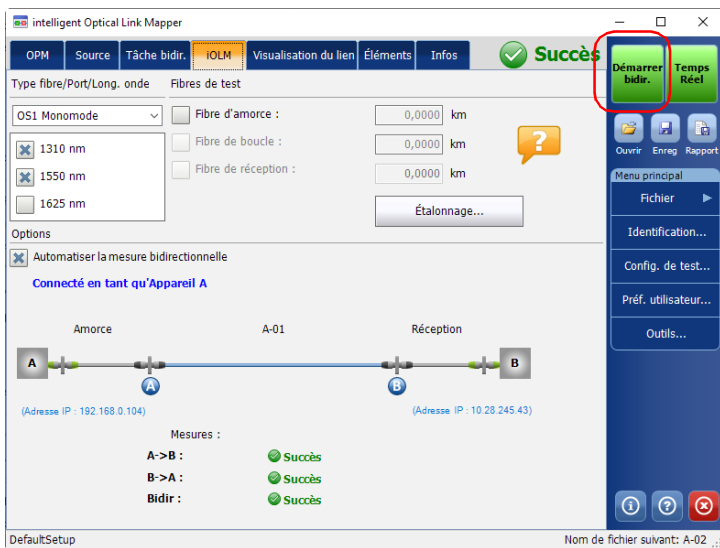 intelligent Optical Link Mapper
OPM
Source
Tâche bidir.
iOLM
Visualisation du lien
Éléments
Infos
Succès
Démarrer
bidir.
Temps
Réel
Type fibre/Port/Long. onde
Fibres de test
OS1 Monomode
Fibre d'amorce :
0,0000 km
1310 nm
Fibre de boucle :
0,0000 km
?
Ouvrir
Enreg
Rapport
1550 nm
Fibre de réception :
0,0000 km
Menu principal
1625 nm
Étalonnage...
Fichier
Options
Identification...
Automatiser la mesure bidirectionnelle
Config. de test...
Connecté en tant qu'Appareil A
Préf. utilisateur...
Amorce
A-01
Réception
Outils...
A
B
A
B
(Adresse IP : 192.168.0.104)
(Adresse IP : 10.28.245.43)
Mesures :
A->B :
Succès
B->A :
Succès
Bidir :
Succès
DefaultSetup
Nom de fichier suivant: A-02